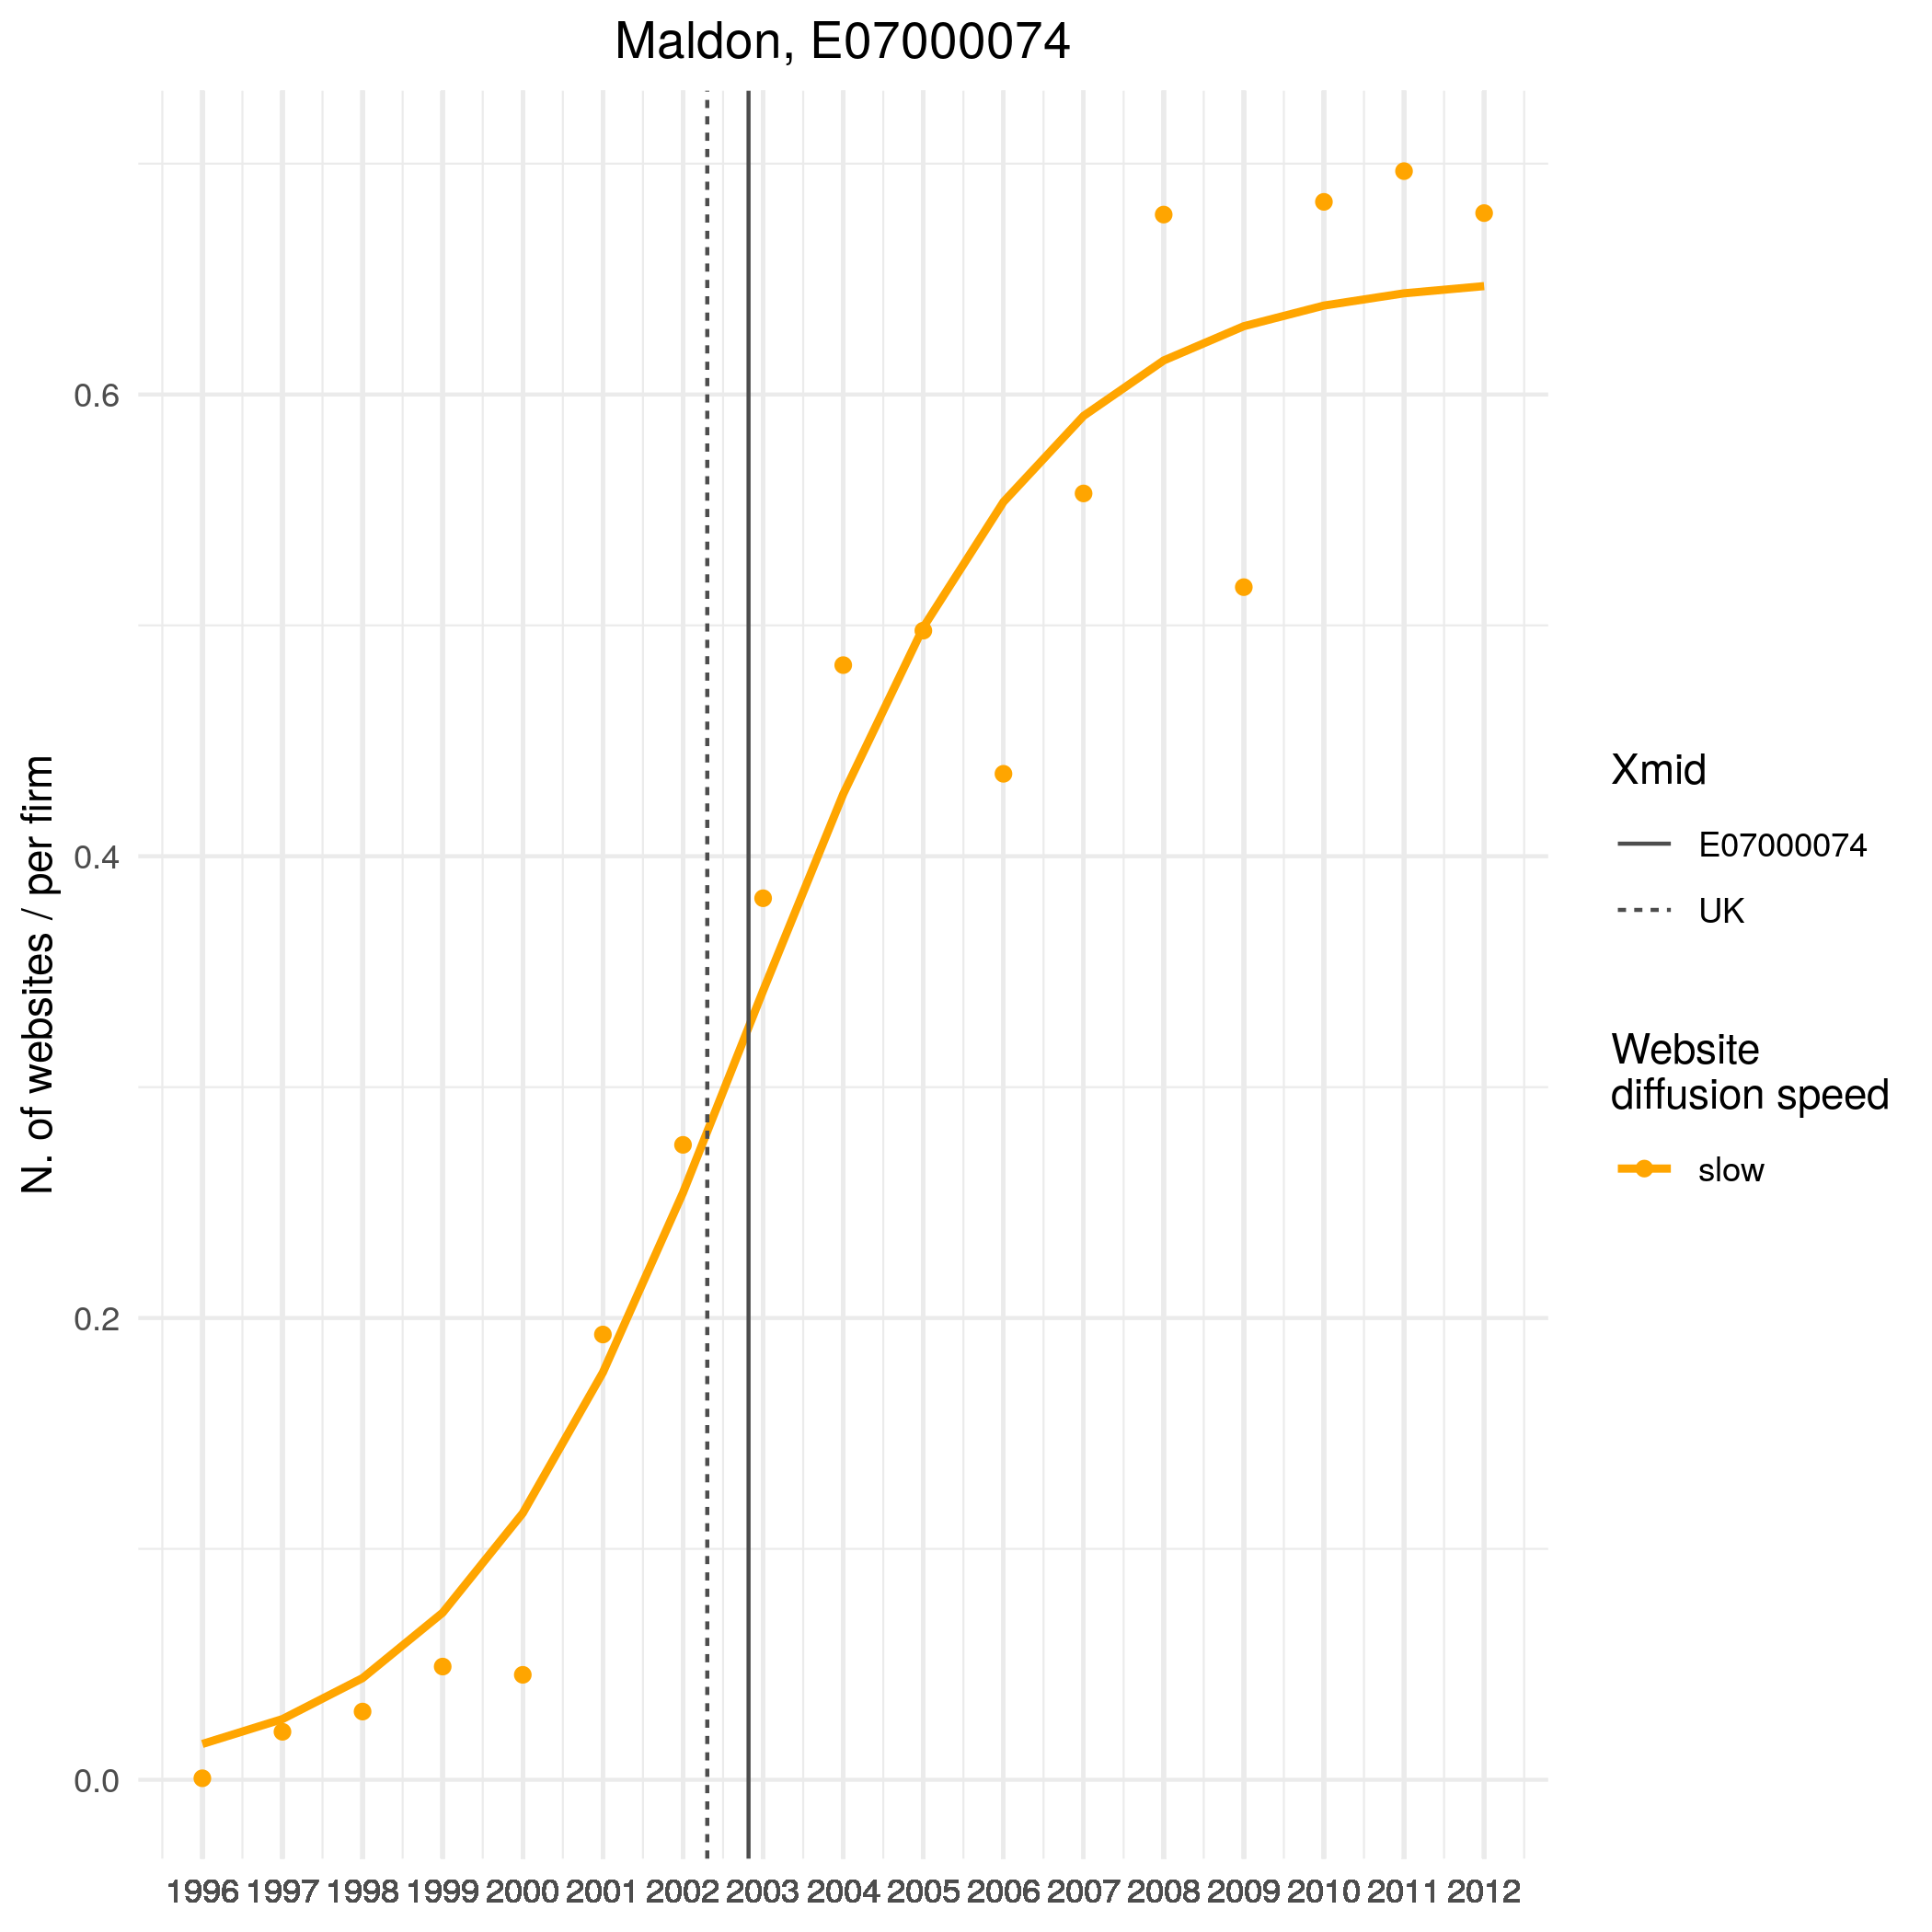 Maldon, E07000074
N. of websites / per firm
0.6
0.4
0.2
0.0
1996 1997 1998 1999 2000 2001 2002 2003 2004 2005 2006 2007 2008 2009 2010 2011 2012
Xmid
E07000074
UK
Website
diffusion speed
slow